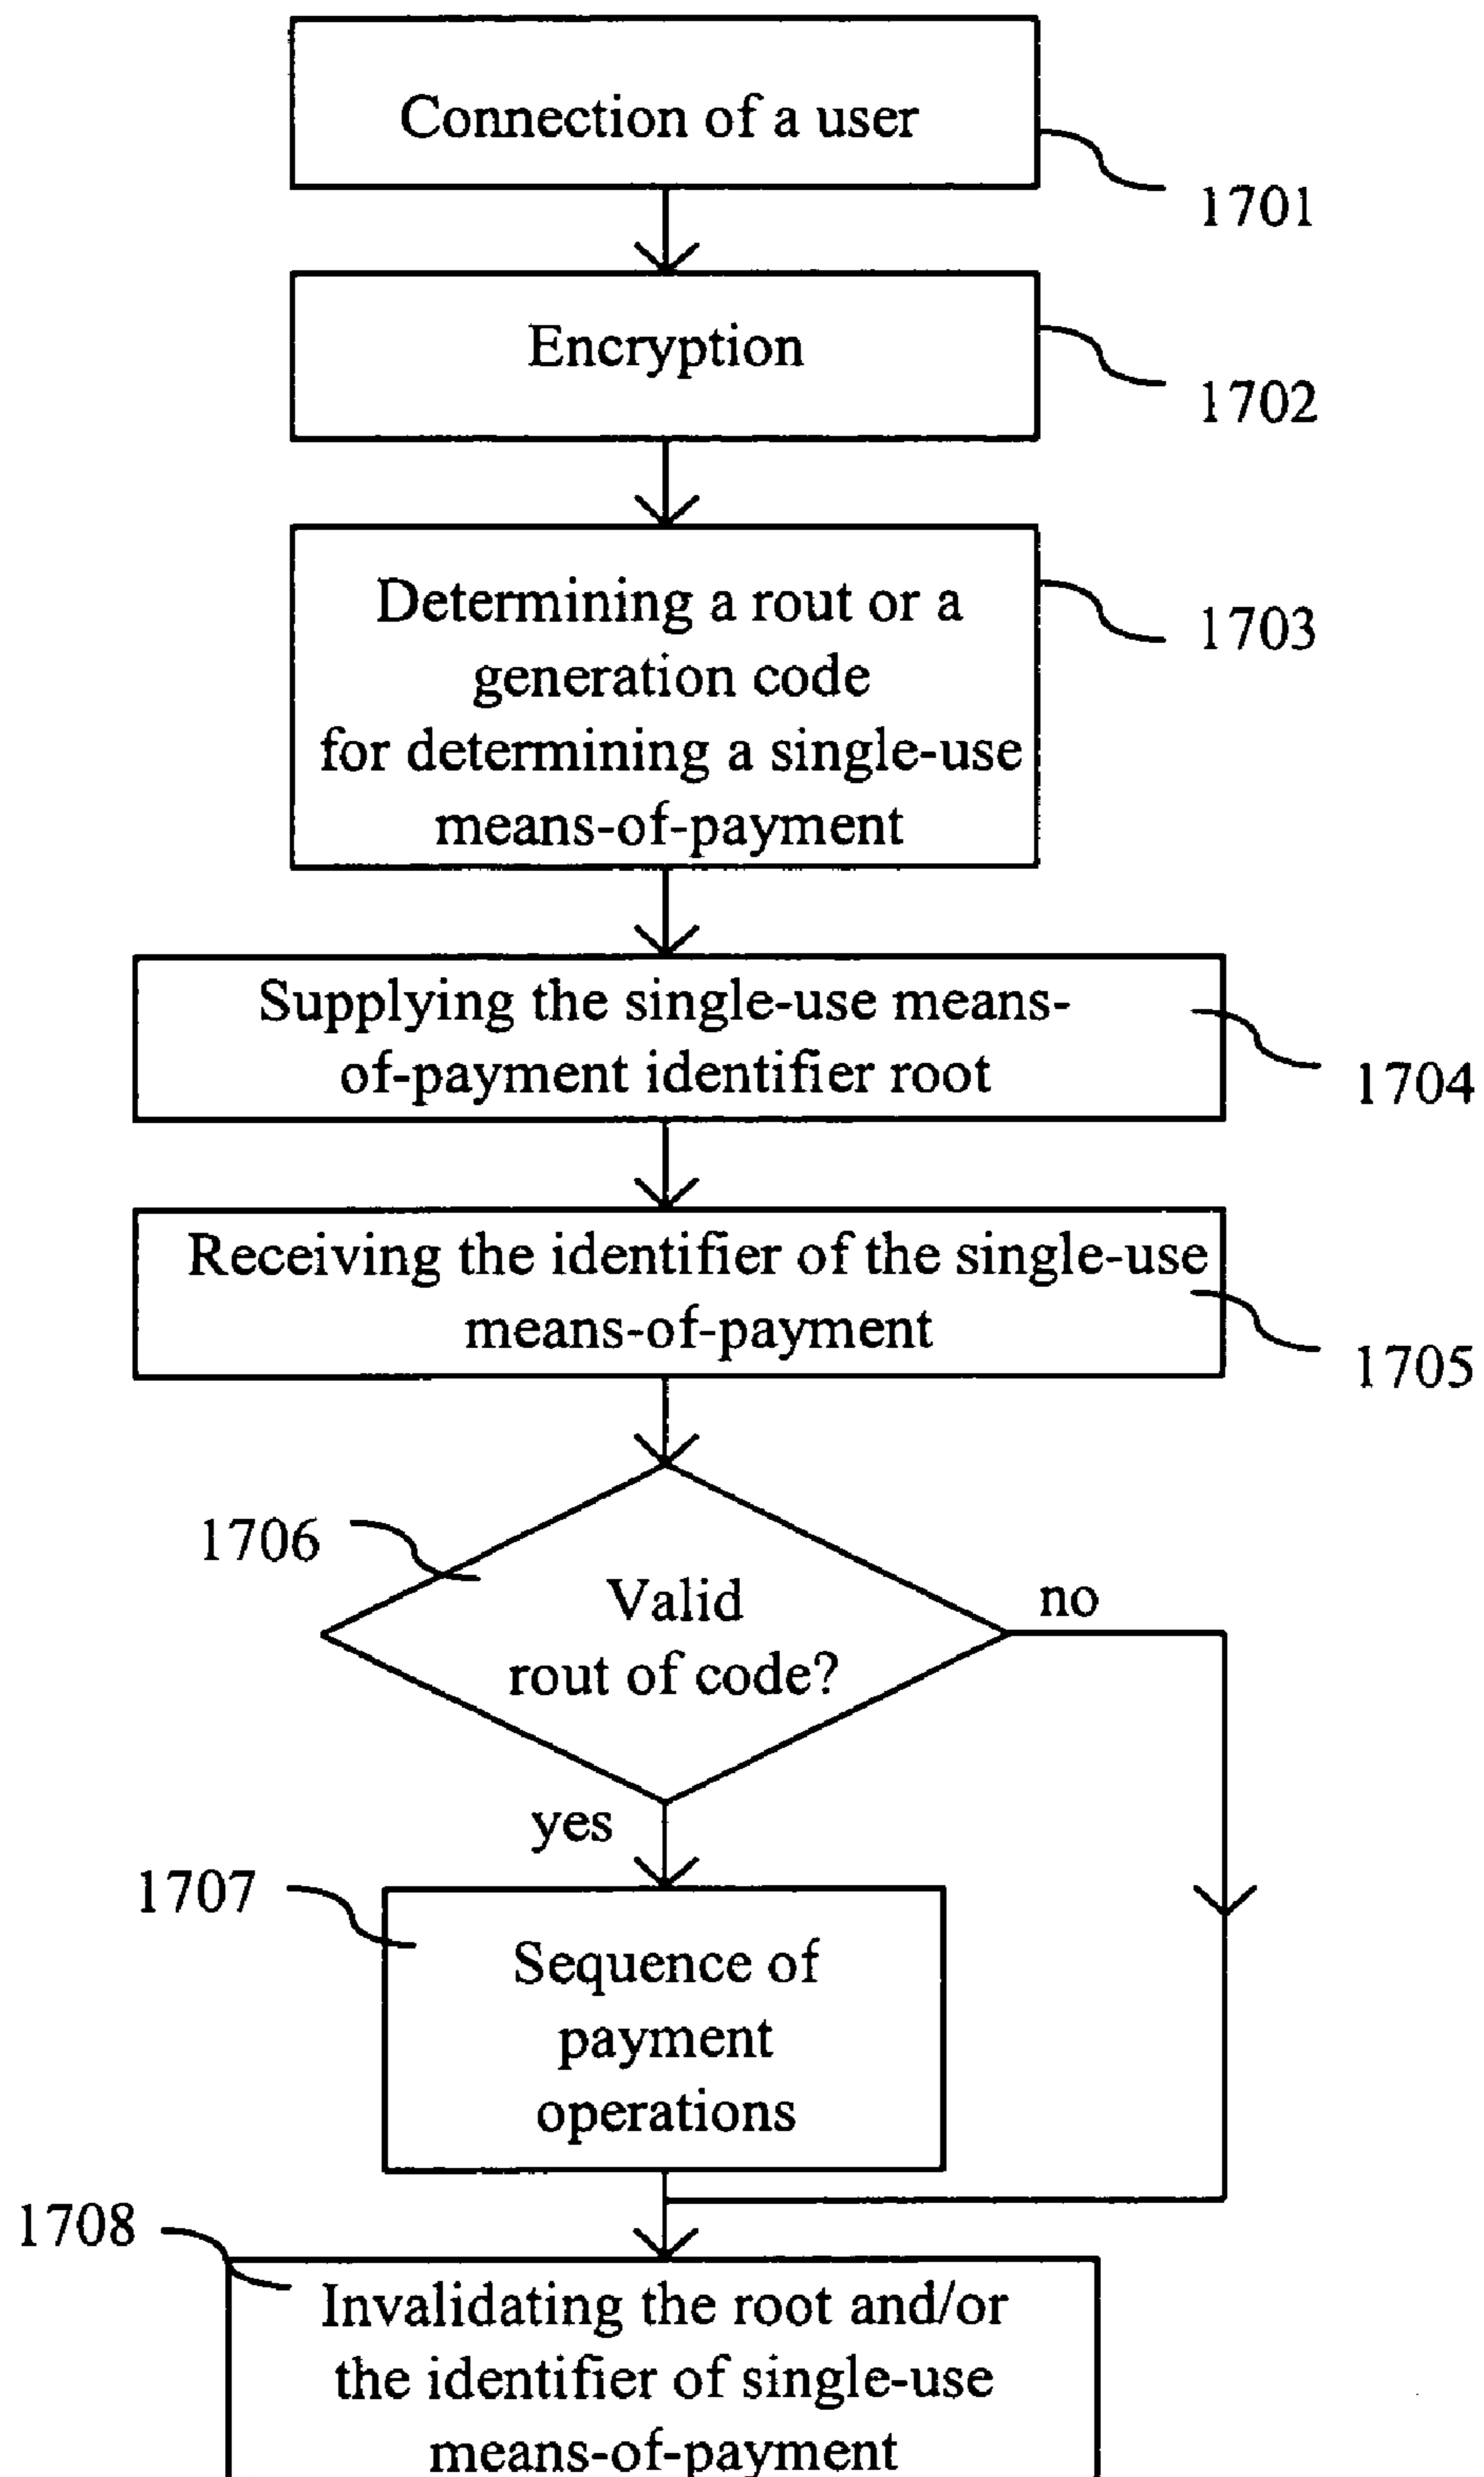 Connection of a user
1701
Encryption
1702
Determining a rout or a
generation code
for determining a single-use
means-of-payment
1703
Supplying the single-use means-
of-payment identifier root
1704
Receiving the identifier of the single-use
means-of-payment
1705
1706
Valid
rout of code?
no
yes
1707
Sequence of
payment
operations
1708
Invalidating the root and/or
the identifier of single-use
means-of-payment